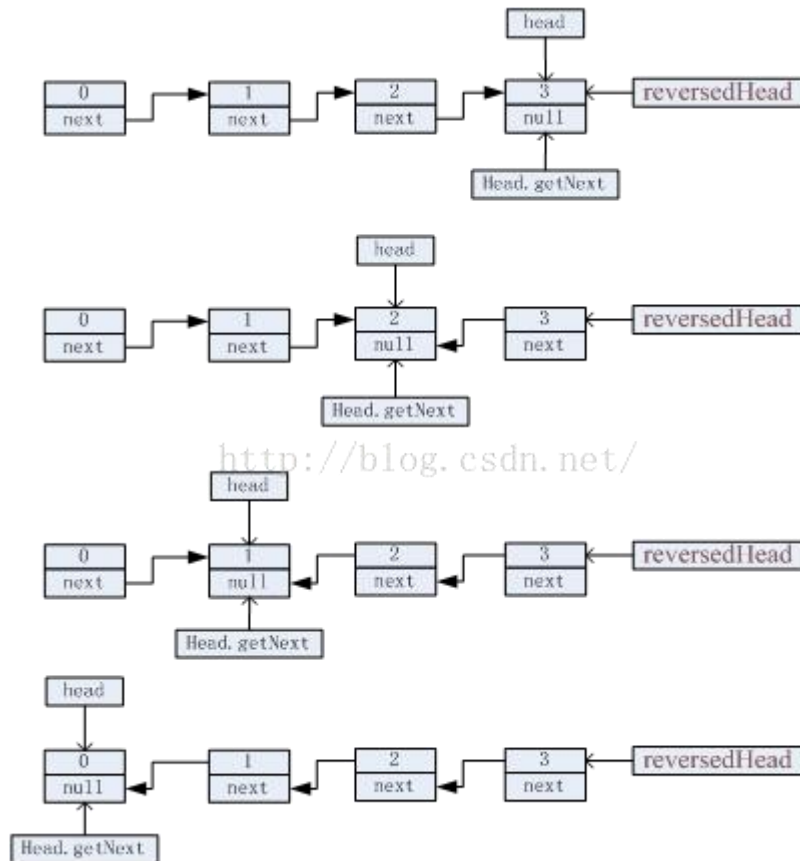 head
0 1 2 3 reversedHead
next next next null
Head.getNext
head
0 1 2 3 reversedHead
next next null next
Head.getNext
http://blog.csdn.net/
head
0 1 2 3 reversedHead
next null next next
Head.getNext
head
0 1 2 3 reversedHead
null next next next
Head.getNext